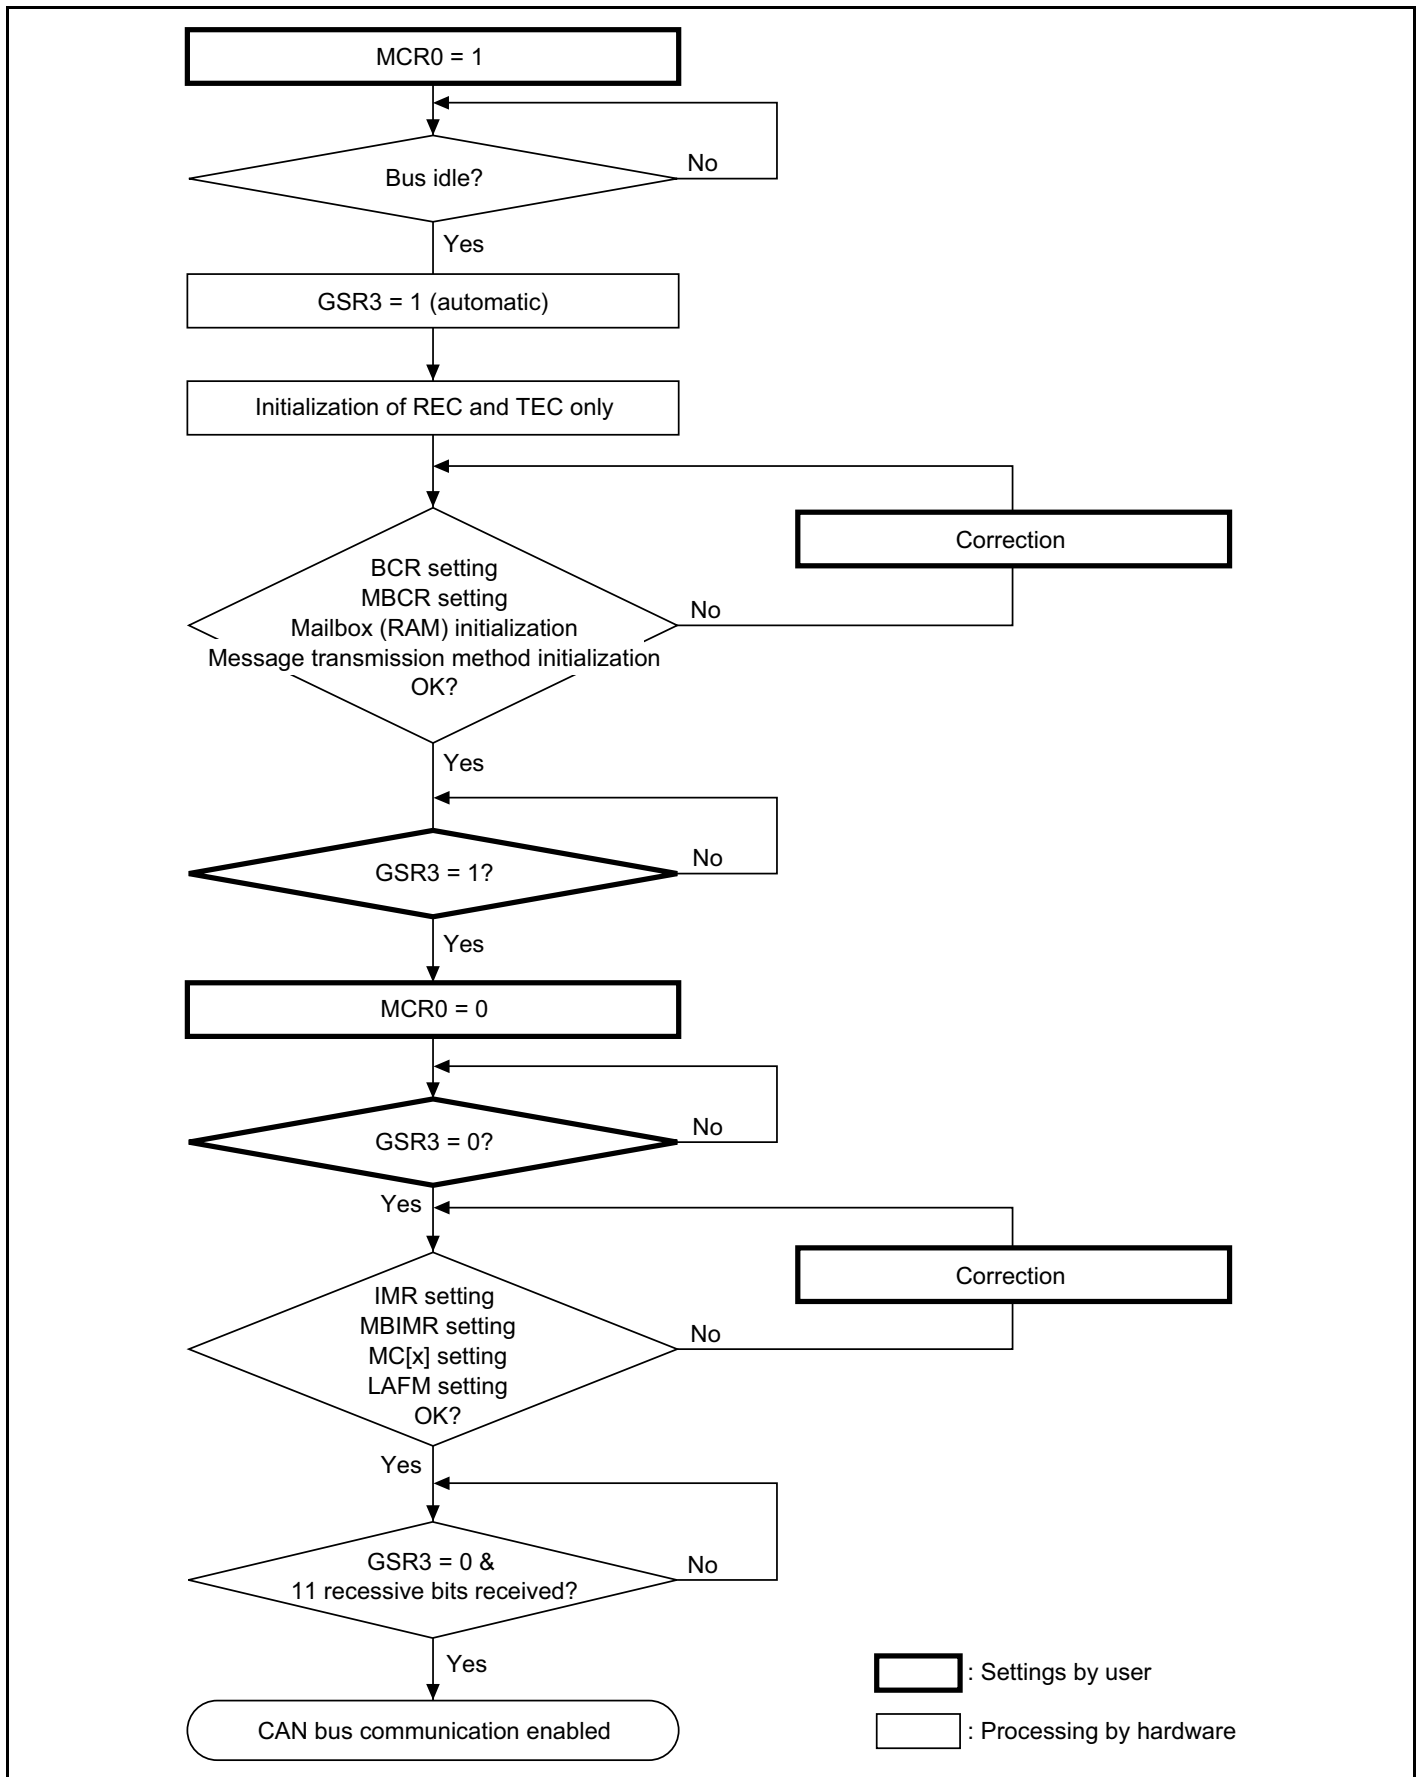 MCR0 = 1
Bus idle?
No
Yes
GSR3 = 1 (automatic)
Initialization of REC and TEC only
Correction
BCR setting
MBCR setting
Mailbox (RAM) initialization
Message transmission method initialization
OK?
No
Yes
GSR3 = 1?
No
Yes
MCR0 = 0
GSR3 = 0?
No
Yes
Correction
IMR setting
MBIMR setting
MC[x] setting
LAFM setting
OK?
No
Yes
GSR3 = 0 &
11 recessive bits received?
No
Yes
CAN bus communication enabled
: Settings by user
: Processing by hardware